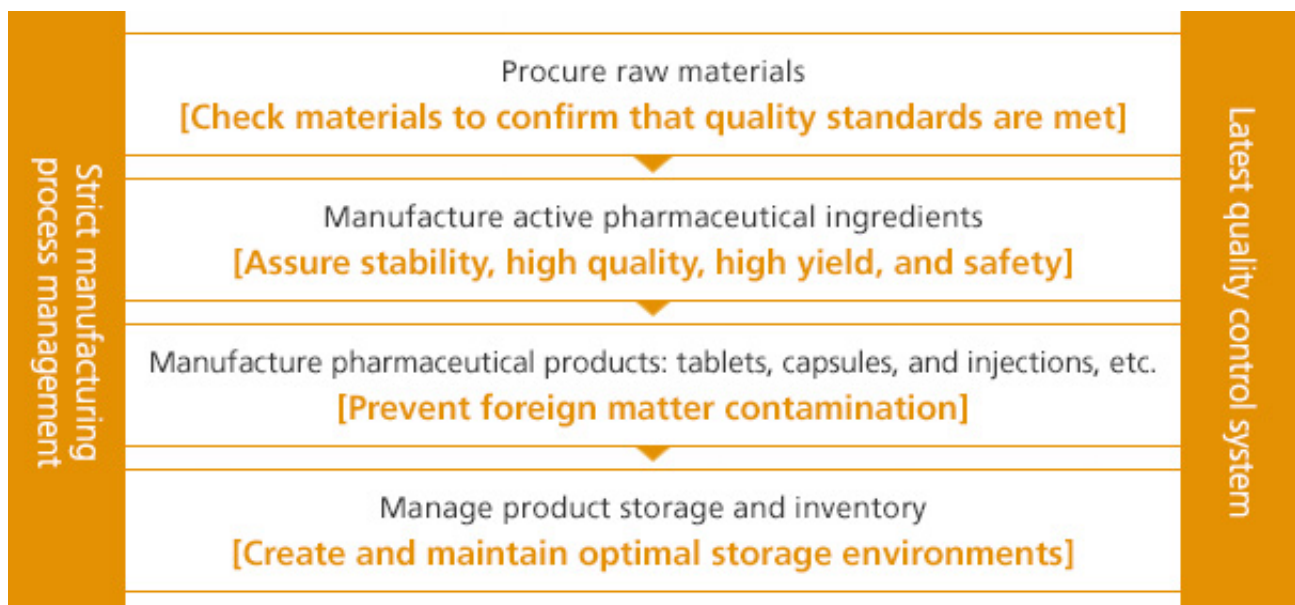 Strict manufacturing
process management
Procure raw materials
[Check materials to confirm that quality standards are met]
Manufacture active pharmaceutical ingredients
[Assure stability, high quality, high yield, and safety]
Manufacture pharmaceutical products: tablets, capsules, and injections, etc.
[Prevent foreign matter contamination]
Manage product storage and inventory
[Create and maintain optimal storage environments]
Latest quality control system